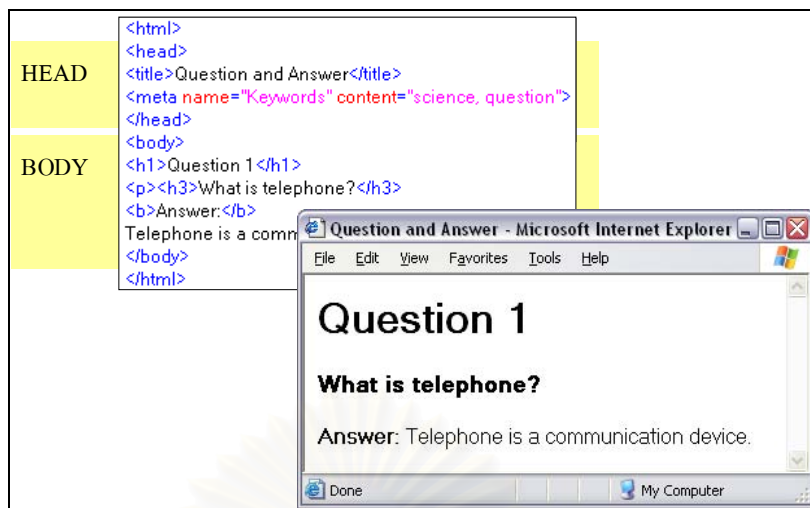 <html>
<head>
HEAD
<title>Question and Answer</title>
<meta name="Keywords" content="science, question">
</head>
<body>
BODY
<h1>Question 1</h1>
<p><h3>What is telephone?</h3>
<b>Answer:</b>
Telephone is a comm
</body>
</html>
Question and Answer - Microsoft Internet Explorer
File Edit View Favorites Tools Help
Question 1
What is telephone?
Answer: Telephone is a communication device.
Done My Computer